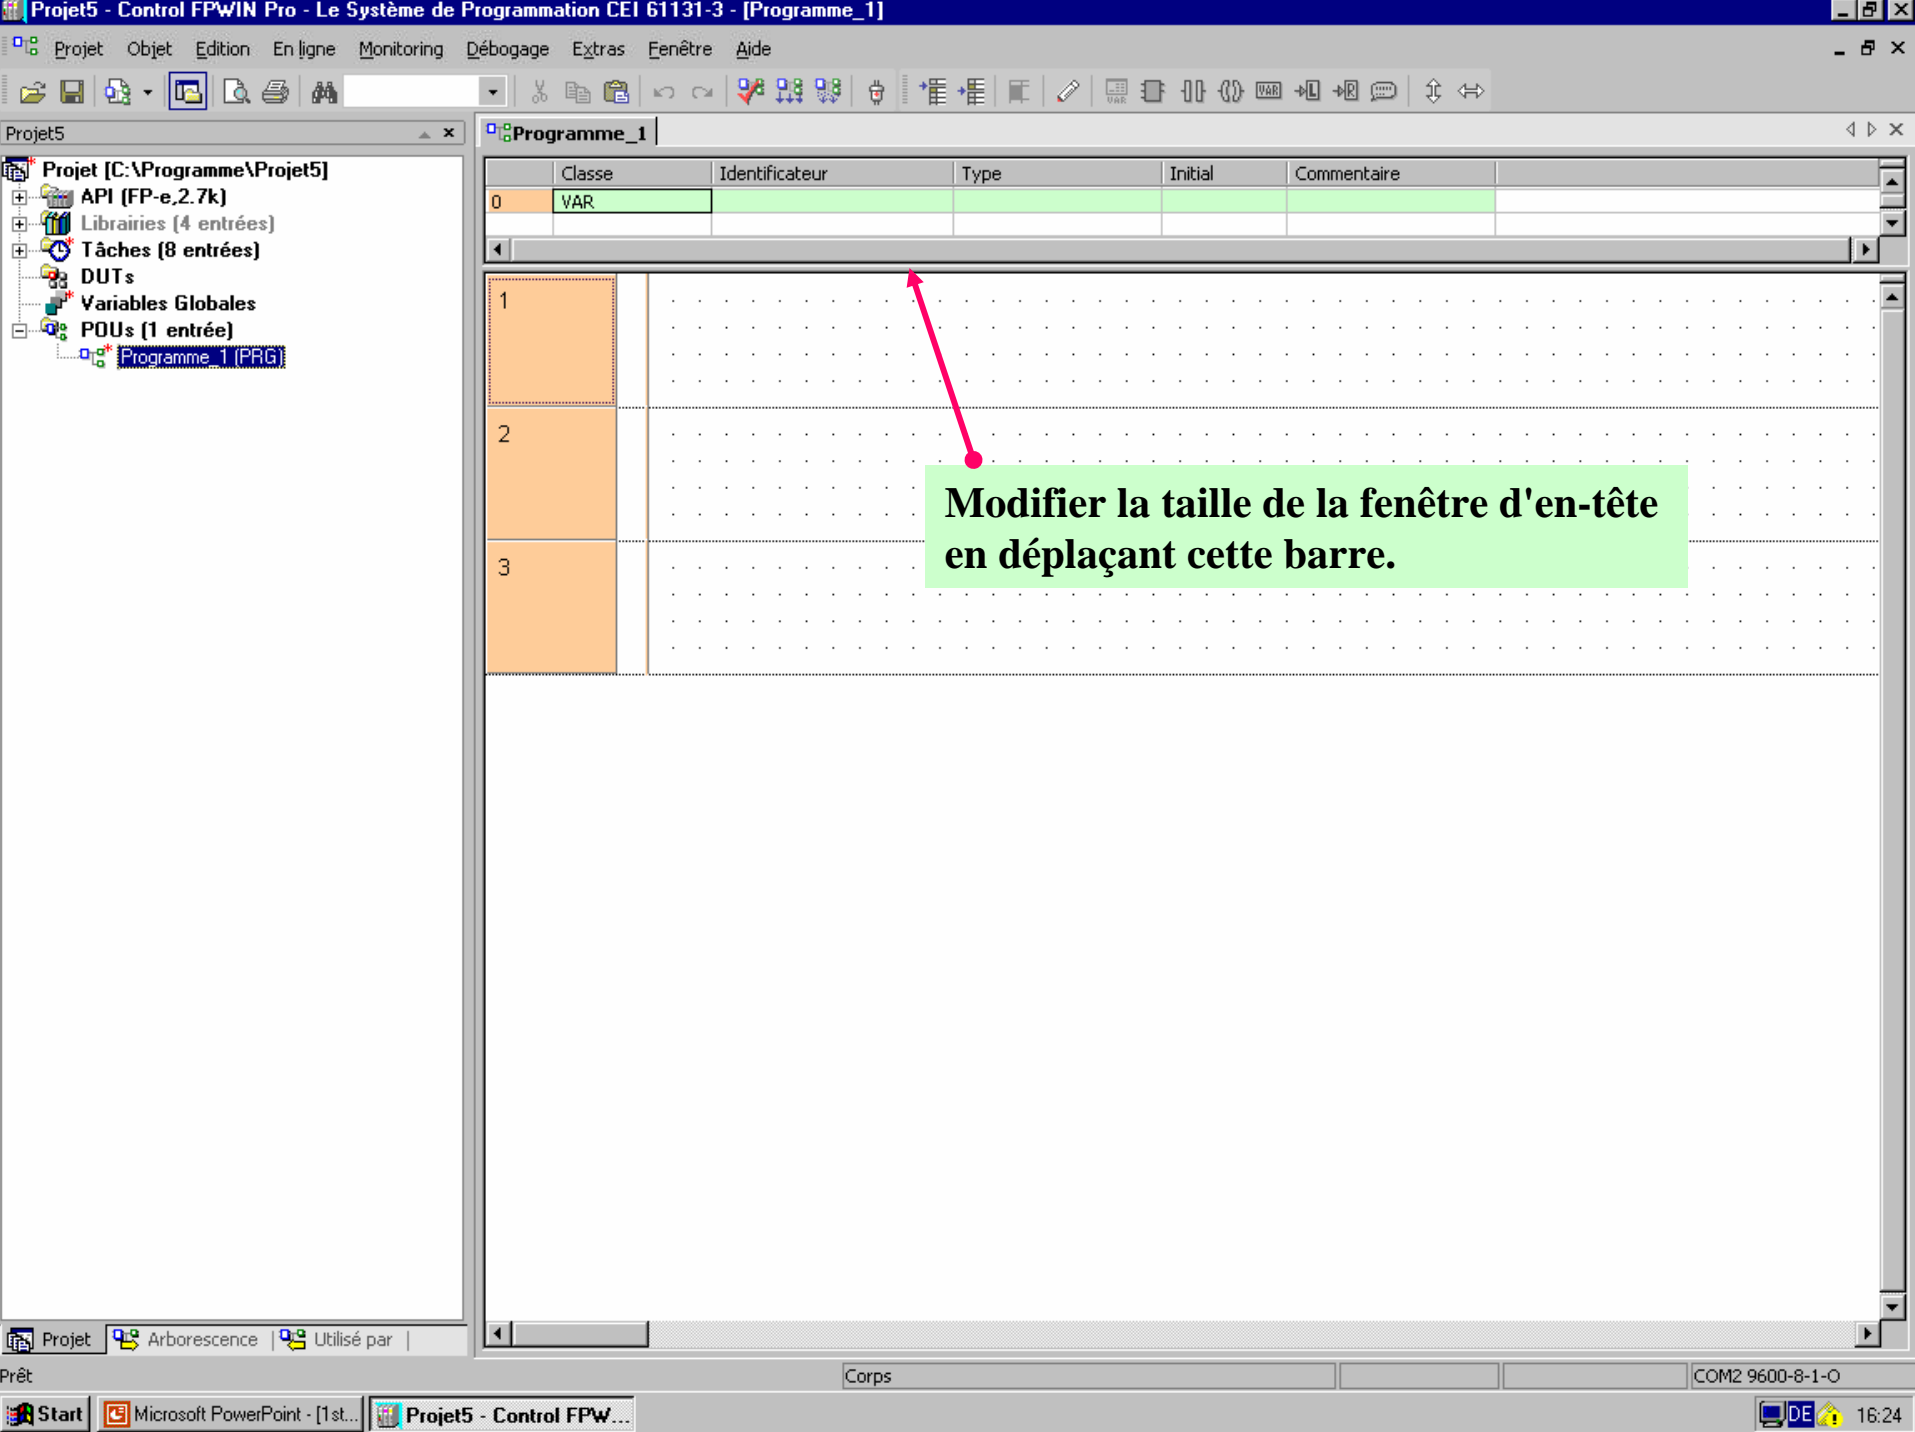 Projet5 - Control FPWIN Pro - Le Système de Programmation CEI 61131-3 - [Programme_1]
Projet Objet Edition En ligne Monitoring Débogage Extras Fenêtre Aide
VAR VAR L R
Projet5
Programme_1
Projet [C:\Programme\Projet5]
API (FP-e,2.7k)
Librairies (4 entrées)
Tâches (8 entrées)
DUTs
Variables Globales
POUs (1 entrée)
Programme_1 (PRG)
Classe Identificateur Type Initial Commentaire
0 VAR
1
2
3
Modifier la taille de la fenêtre d'en-tête
en déplaçant cette barre.
Projet Arborescence Utilisé par
Prêt Corps COM2 9600-8-1-O
Start Microsoft PowerPoint - [1st... Projet5 - Control FPW... DE 16:24